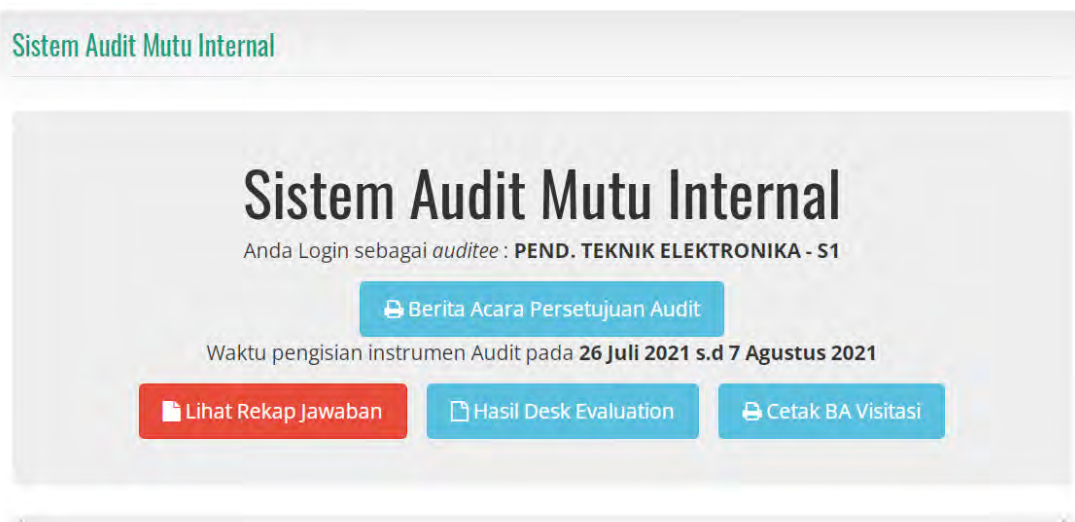 Sistem Audit Mutu Internal
Sistem Audit Mutu Internal
Anda Login sebagai auditee : PEND. TEKNIK ELEKTRONIKA - S1
Berita Acara Persetujuan Audit
Waktu pengisian instrumen Audit pada 26 Juli 2021 s.d 7 Agustus 2021
Lihat Rekap Jawaban Hasil Desk Evaluation Cetak BA Visitasi